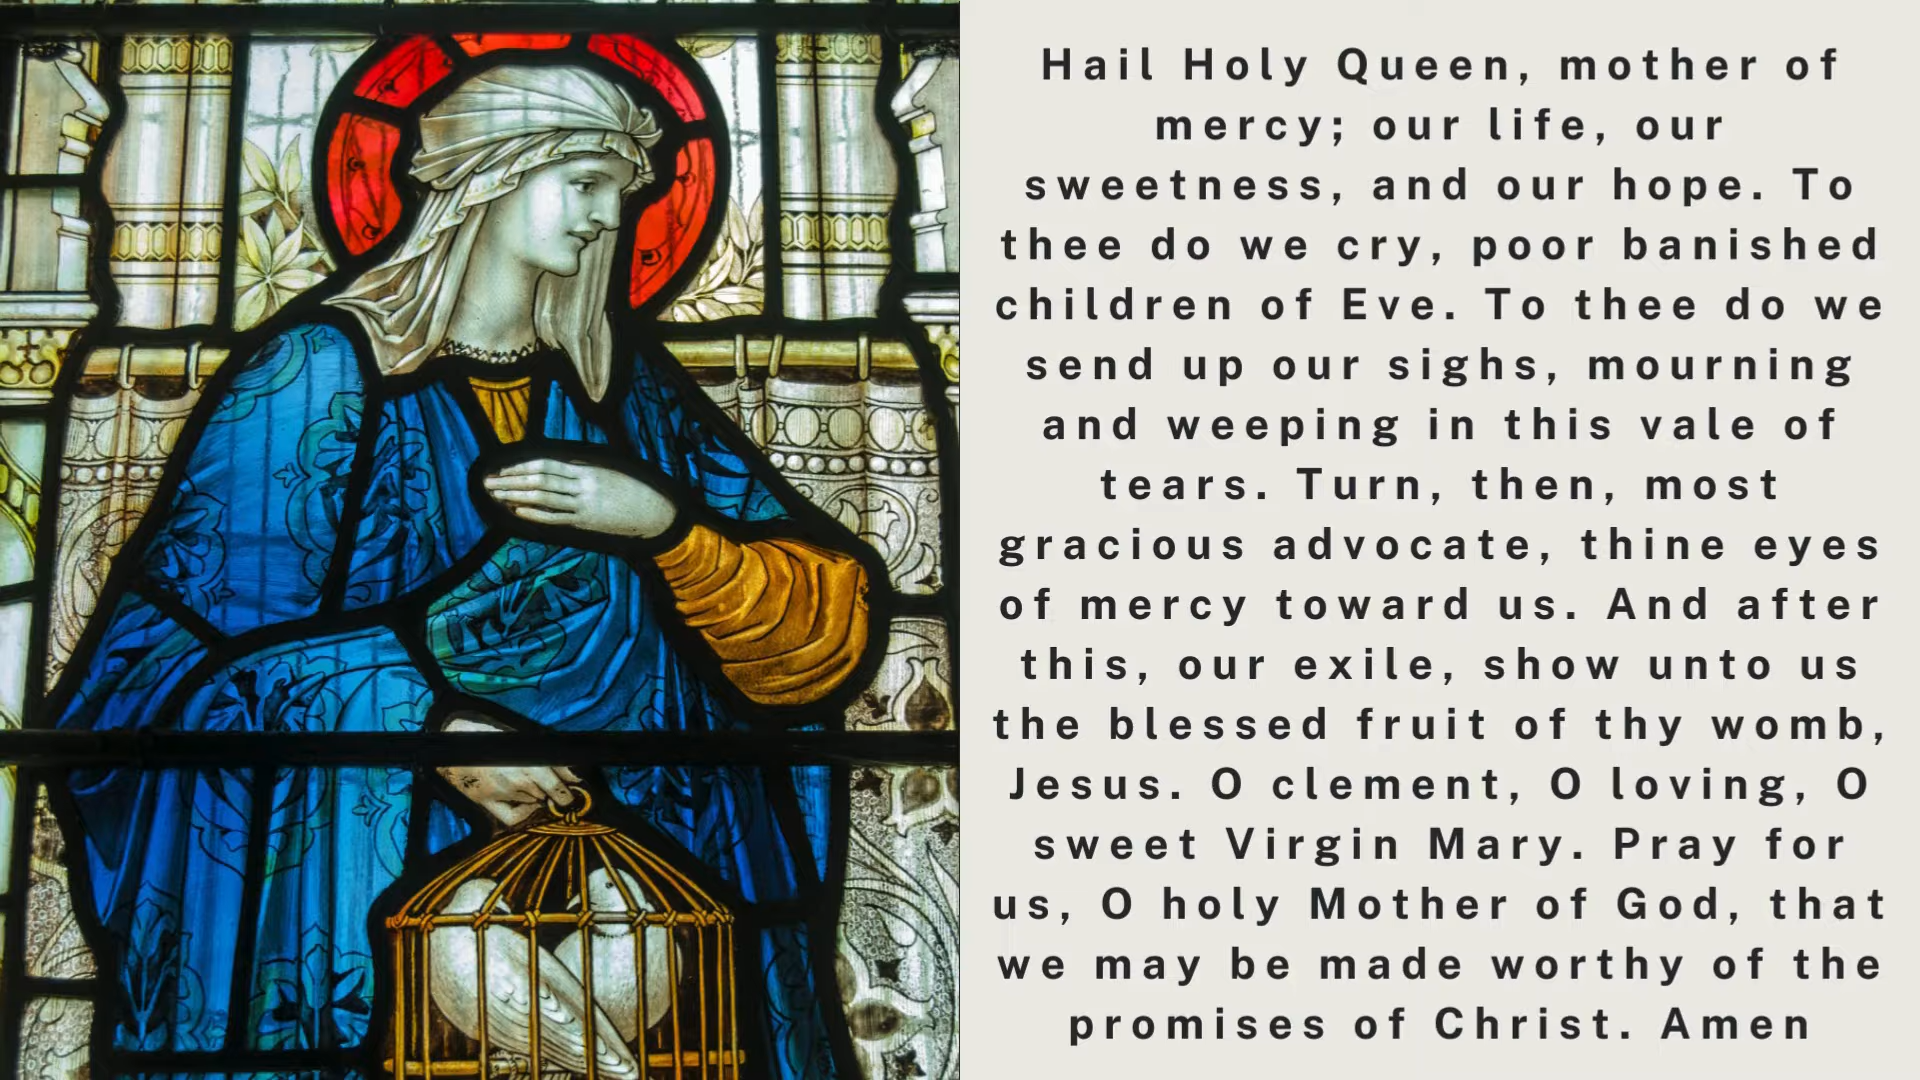 Hail Holy Queen, mother of
mercy; our life, our
sweetness, and our hope. To
thee do we cry, poor banished
children of Eve. To thee do we
send up our sighs, mourning
and weeping in this vale of
tears. Turn, then, most
gracious advocate, thine eyes
of mercy toward us. And after
this, our exile, show unto us
the blessed fruit of thy womb,
Jesus. O clement, O loving, O
sweet Virgin Mary. Pray for
us, O holy Mother of God, that
we may be made worthy of the
promises of Christ. Amen